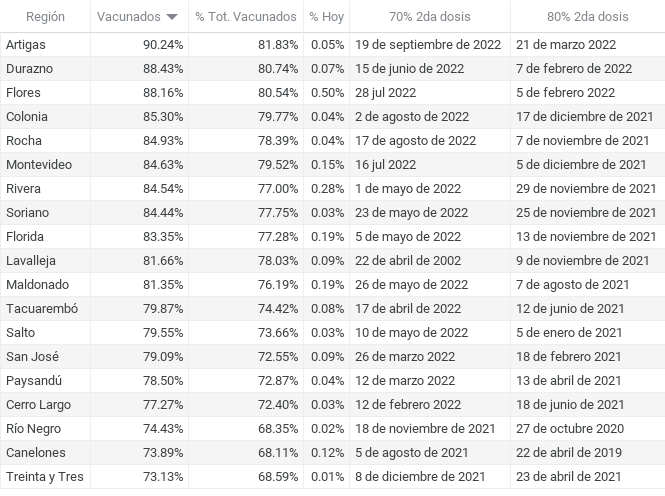 Región Vacunados % Tot. Vacunados % Hoy 70% 2da dosis 80% 2da dosis
Artigas 90.24% 81.83% 0.05% 19 de septiembre de 2022 21 de marzo 2022
Durazno 88.43% 80.74% 0.07% 15 de junio de 2022 7 de febrero de 2022
Flores 88.16% 80.54% 0.50% 28 jul 2022 5 de febrero 2022
Colonia 85.30% 79.77% 0.04% 2 de agosto de 2022 17 de diciembre de 2021
Rocha 84.93% 78.39% 0.04% 17 de agosto de 2022 7 de noviembre de 2021
Montevideo 84.63% 79.52% 0.15% 16 jul 2022 5 de diciembre de 2021
Rivera 84.54% 77.00% 0.28% 1 de mayo de 2022 29 de noviembre de 2021
Soriano 84.44% 77.75% 0.03% 23 de mayo de 2022 25 de noviembre de 2021
Florida 83.35% 77.28% 0.19% 5 de mayo de 2022 13 de noviembre de 2021
Lavalleja 81.66% 78.03% 0.09% 22 de abril de 2002 9 de noviembre de 2021
Maldonado 81.35% 76.19% 0.19% 26 de mayo de 2022 7 de agosto de 2021
Tacuarembó 79.87% 74.42% 0.08% 17 de abril de 2022 12 de junio de 2021
Salto 79.55% 73.66% 0.03% 10 de mayo de 2022 5 de enero de 2021
San José 79.09% 72.55% 0.09% 26 de marzo 2022 18 de febrero 2021
Paysandú 78.50% 72.87% 0.04% 12 de marzo 2022 13 de abril de 2021
Cerro Largo 77.27% 72.40% 0.03% 12 de febrero 2022 18 de junio de 2021
Río Negro 74.43% 68.35% 0.02% 18 de noviembre de 2021 27 de octubre 2020
Canelones 73.89% 68.11% 0.12% 5 de agosto de 2021 22 de abril de 2019
Treinta y Tres 73.13% 68.59% 0.01% 8 de diciembre de 2021 23 de abril de 2021